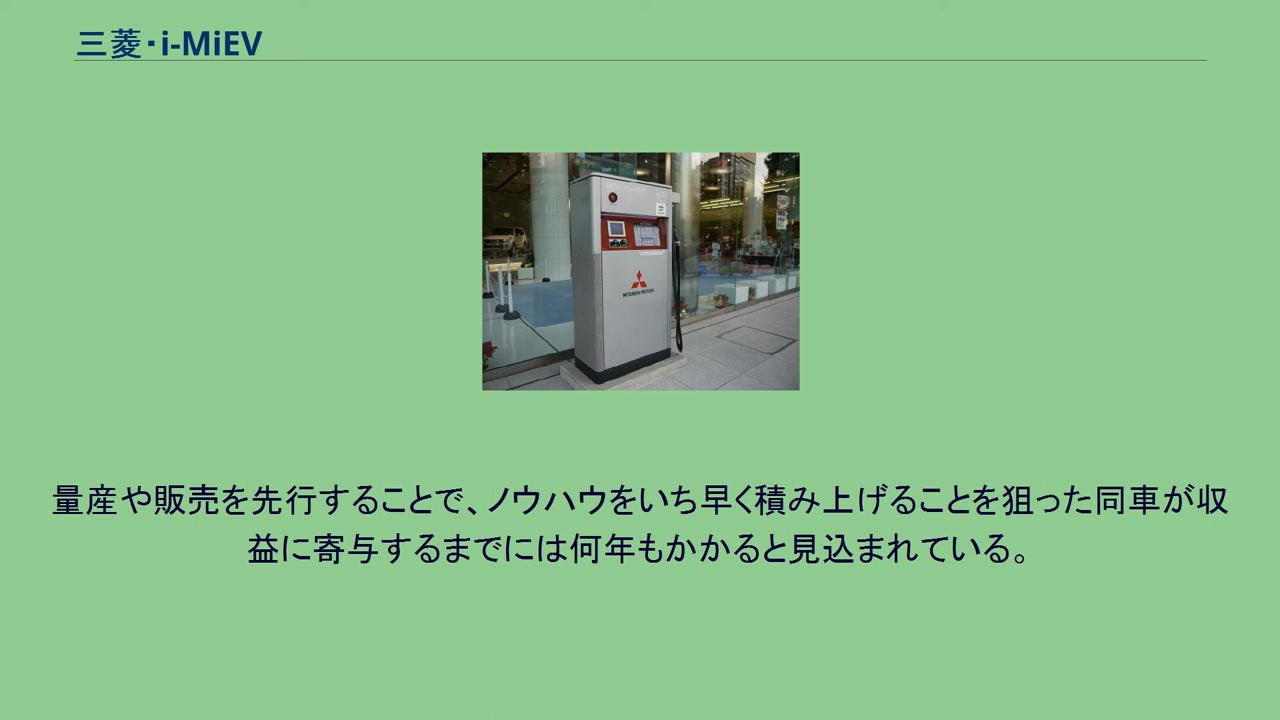 三菱・i-MiEV
MITSUBISHI MOTORS
量産や販売を先行することで、ノウハウをいち早く積み上げることを狙った同車が収
益に寄与するまでには何年もかかると見込まれている。